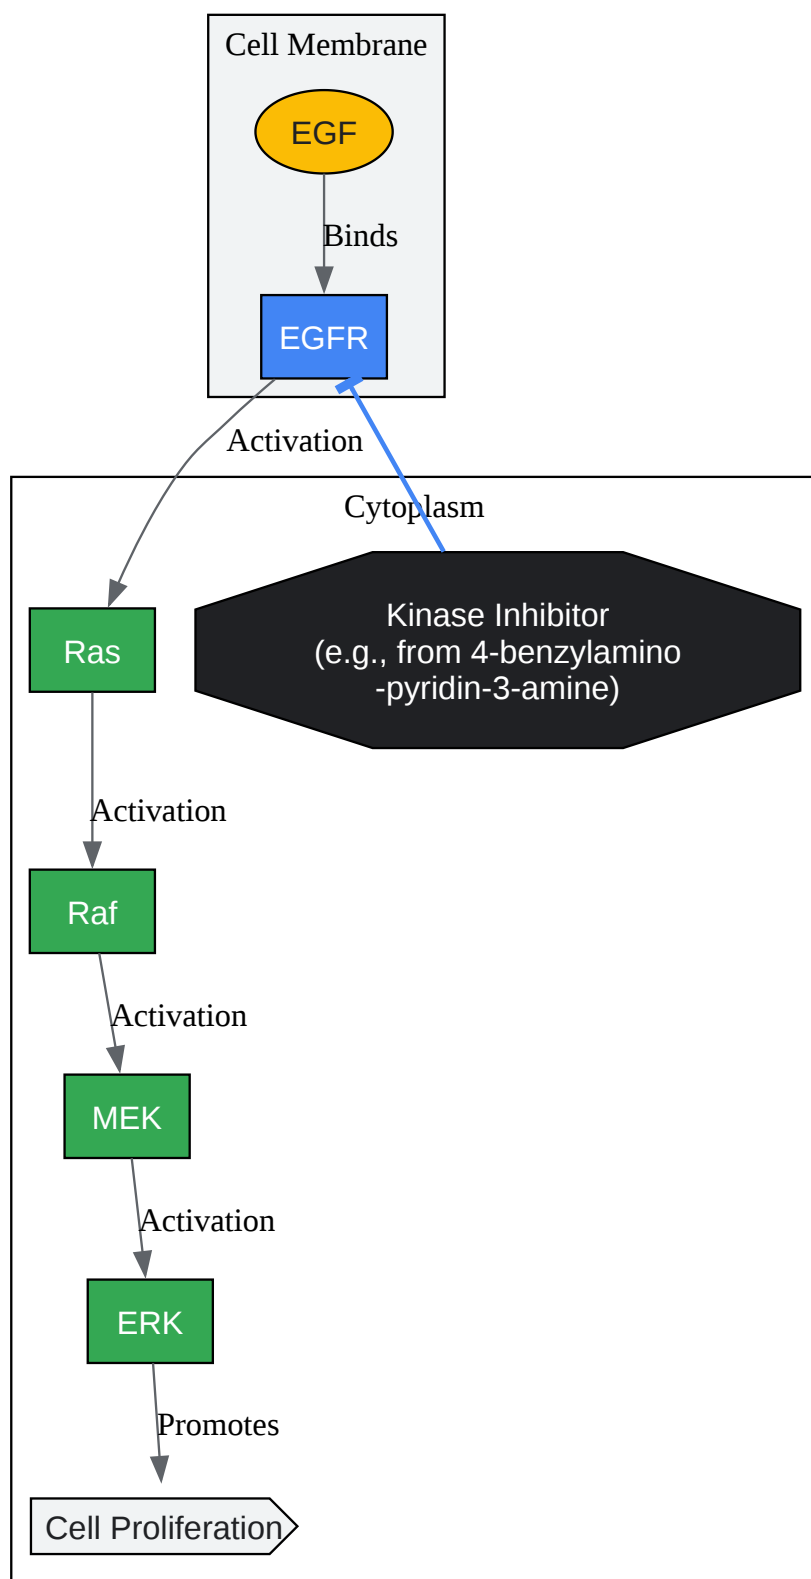 Cell Membrane
EGF
Binds
EGFR
Activation
Cytoplasm
Kinase Inhibitor
(e.g., from 4-benzylamino
-pyridin-3-amine)
Ras
Activation
Raf
Activation
MEK
Activation
ERK
Promotes
Cell Proliferation